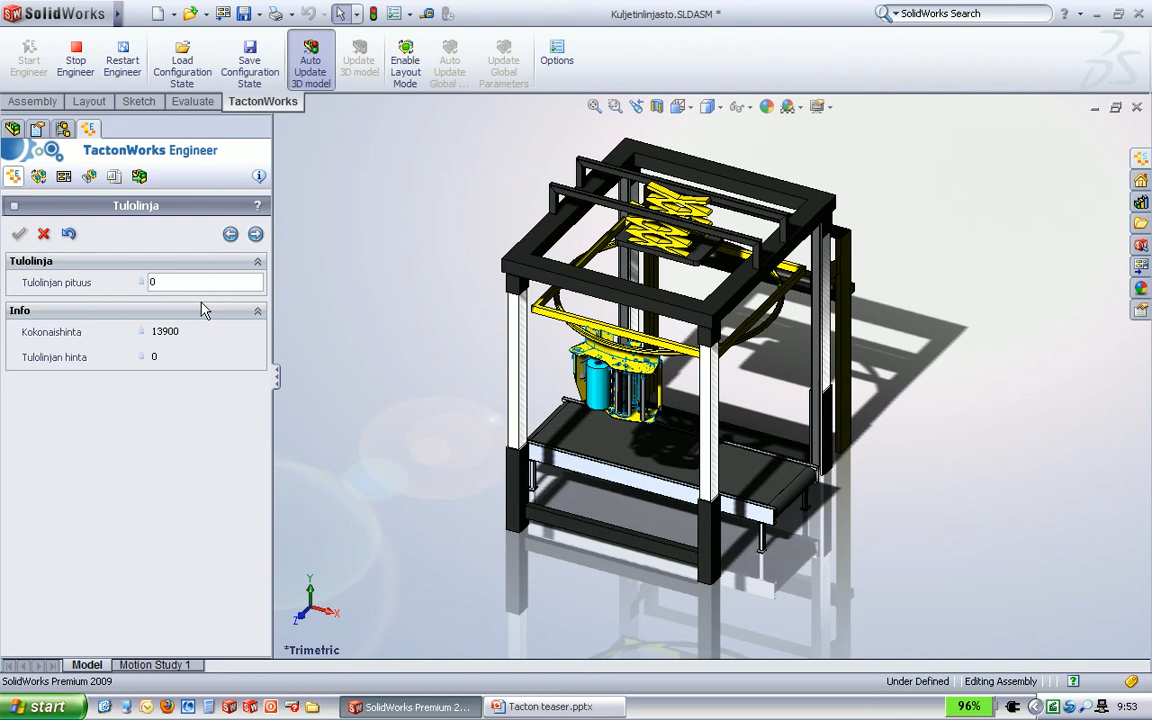 SolidWorks
Kuljetinlinjasto.SLDASM *
SolidWorks Search
Start Engineer
Stop Engineer
Restart Engineer
Load Configuration State
Save Configuration State
Auto Update 3D model
Update 3D model
Enable Layout Mode
Auto Update Global ...
Update Global Parameters
Options
Assembly
Layout
Sketch
Evaluate
TactonWorks
TactonWorks Engineer
Tulolinja
?
Tulolinja
Tulolinjan pituus 0
Info
Kokonaishinta 13900
Tulolinjan hinta 0
Y
X
Z
*Trimetric
Model
Motion Study 1
SolidWorks Premium 2009
Under Defined
Editing Assembly
start
SolidWorks Premium 2...
Tacton teaser.pptx
96%
9:53